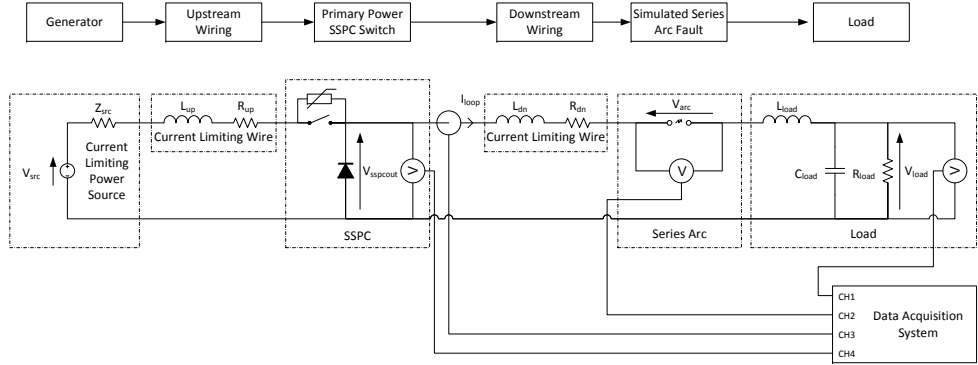 Generator
Upstream
Wiring
Primary Power
SSPC Switch
Downstream
Wiring
Simulated Series
Arc Fault
Load
Zsrc
Lup
Rup
Iloop
Ldn
Rdn
Varc
Lload
Current Limiting Wire
Current Limiting Wire
Current
Limiting
Power
Source
Vsrc
Vsspcout
V
V
Cload
Rload
Vload
V
SSPC
Series Arc
Load
CH1
CH2
CH3
CH4
Data Acquisition
System